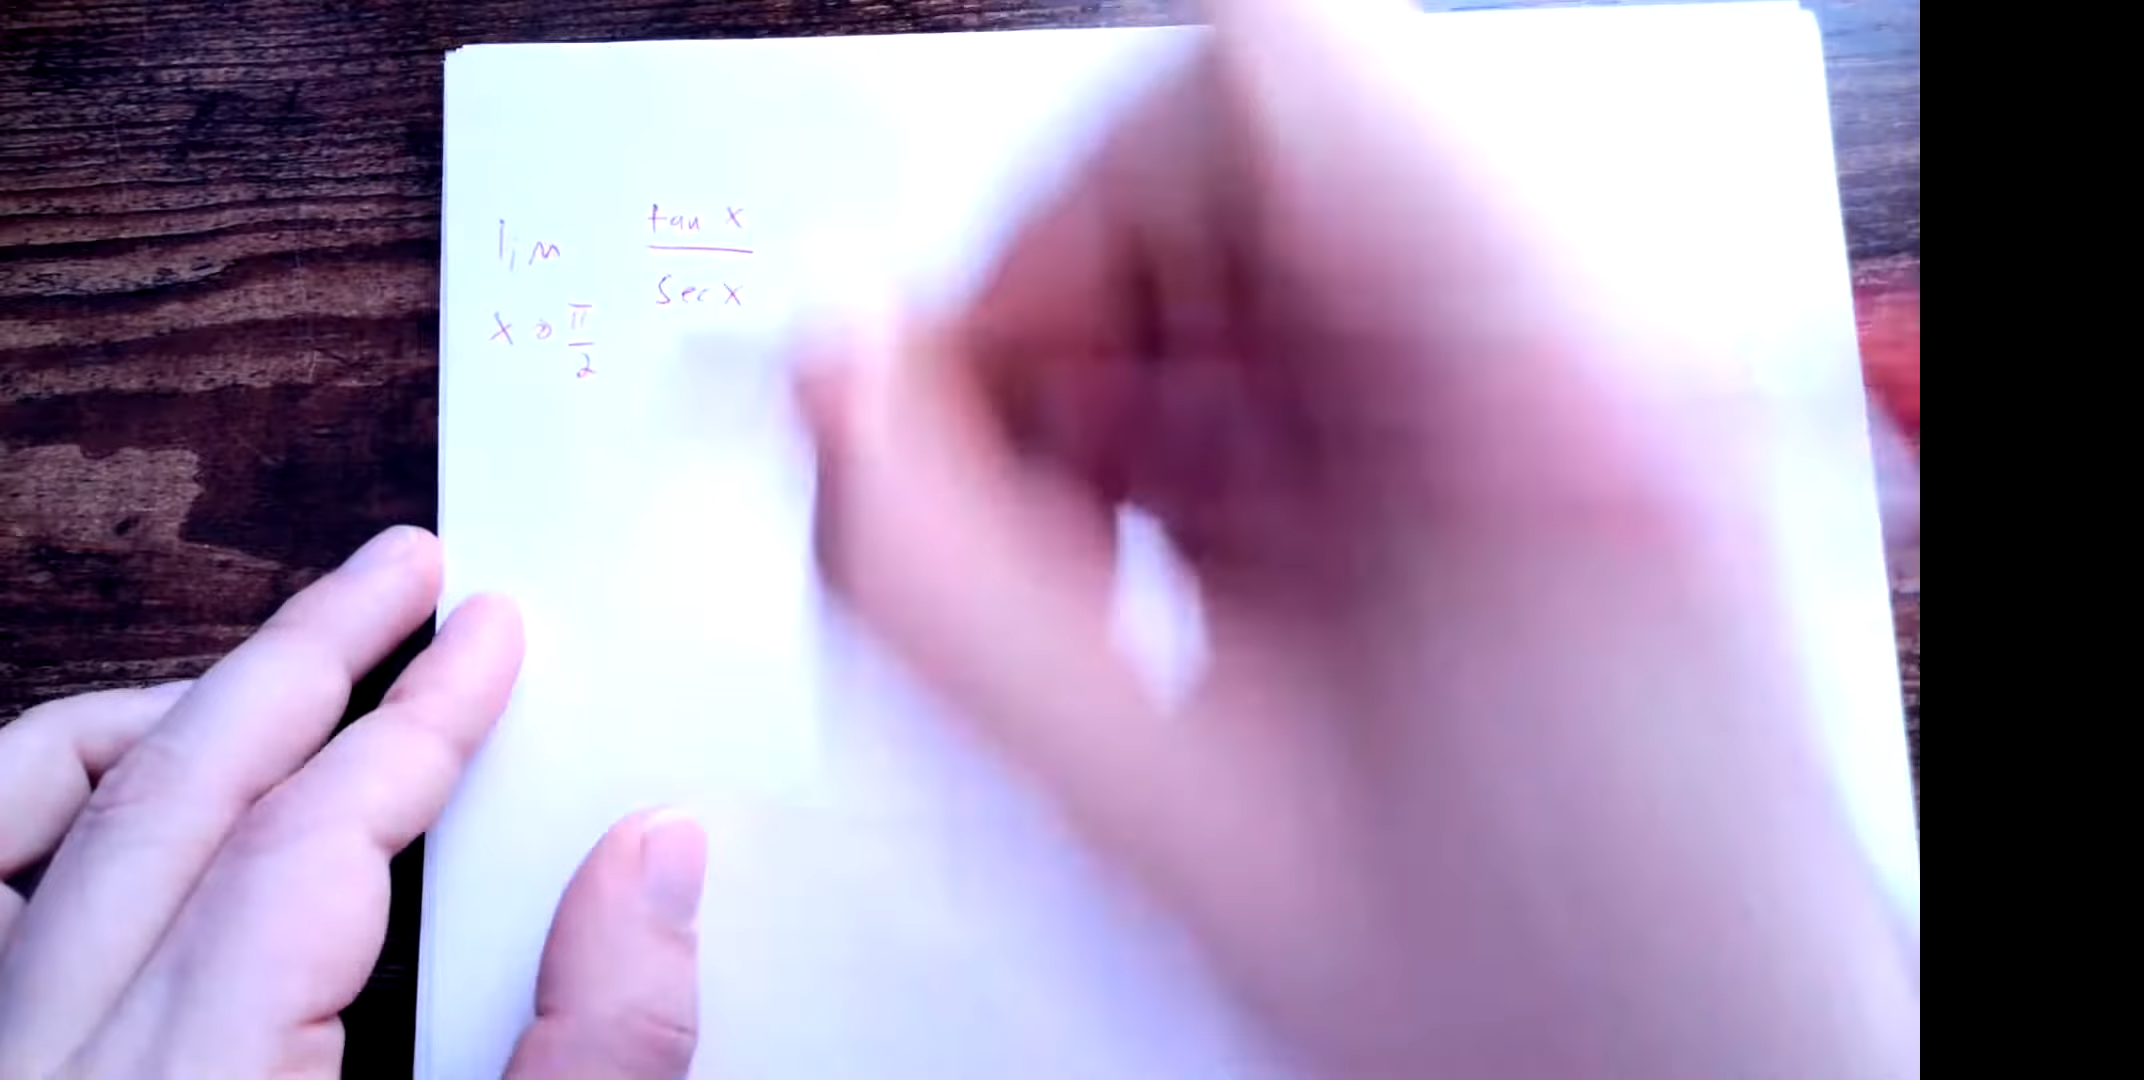 lim tan x / sec x
x → π/2